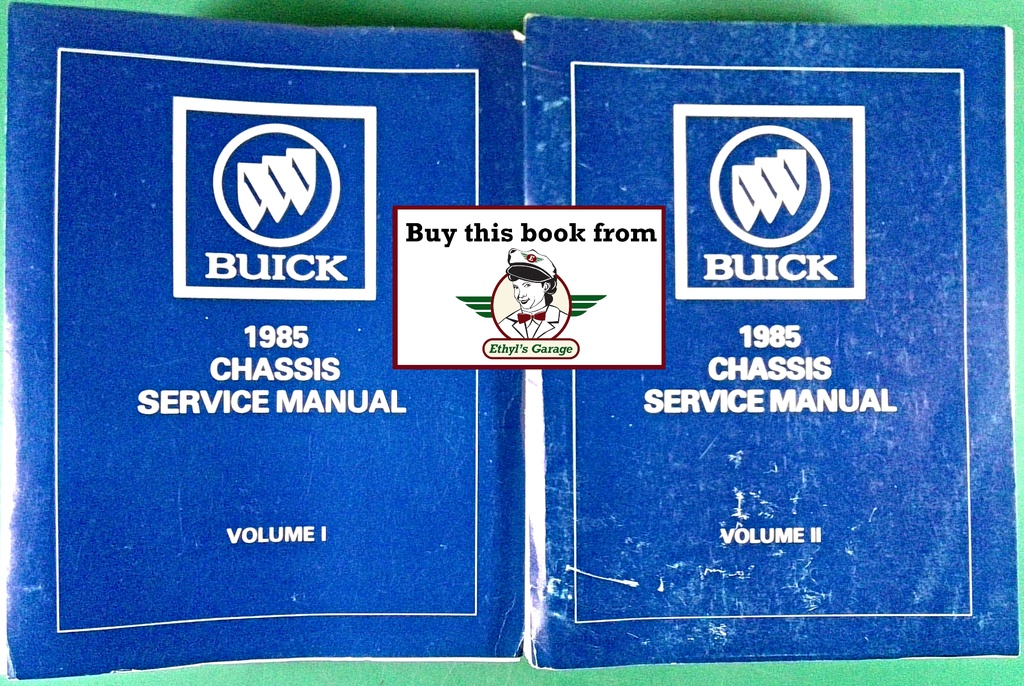 BUICK
1985
CHASSIS
SERVICE MANUAL
VOLUME I
Buy this book from
Ethyl's Garage
BUICK
1985
CHASSIS
SERVICE MANUAL
VOLUME II